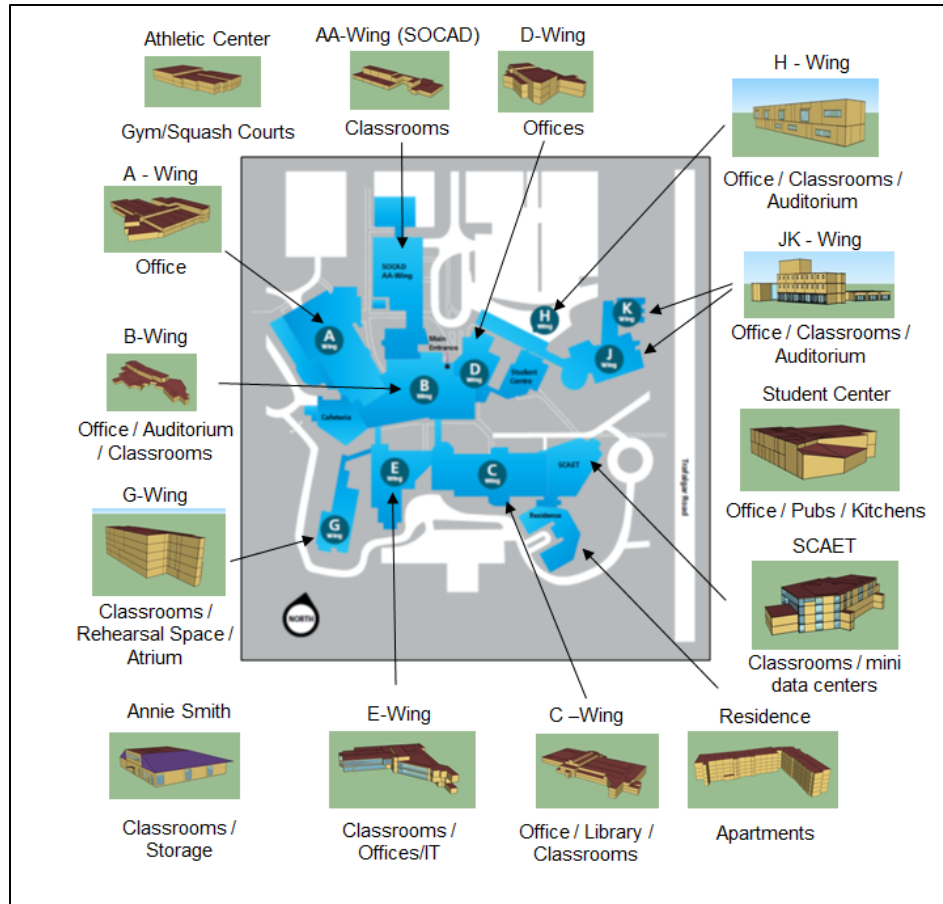 Athletic Center
Gym/Squash Courts
AA-Wing (SOCAD)
Classrooms
D-Wing
Offices
H - Wing
Office / Classrooms /
Auditorium
A - Wing
Office
JK - Wing
Office / Classrooms /
Auditorium
B-Wing
Office / Auditorium
/ Classrooms
Student Center
Office / Pubs / Kitchens
G-Wing
Classrooms /
Rehearsal Space /
Atrium
SCAET
Classrooms / mini
data centers
Annie Smith
Classrooms /
Storage
E-Wing
Classrooms /
Offices/IT
C –Wing
Office / Library /
Classrooms
Residence
Apartments
SOCAD
AA-Wing
A
Wing
Main
Entrance
H
Wing
K
Wing
J
Wing
B
Wing
D
Wing
Student
Centre
Cafeteria
E
Wing
C
Wing
SCAET
G
Wing
Residence
Trafalgar Road
NORTH